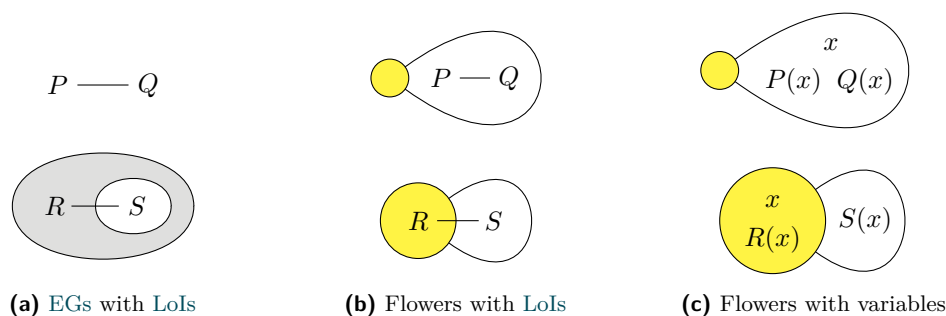 P — Q
P — Q
x
P(x) Q(x)
R — S
R — S
x
R(x)
S(x)
(a) EGs with LoIs
(b) Flowers with LoIs
(c) Flowers with variables